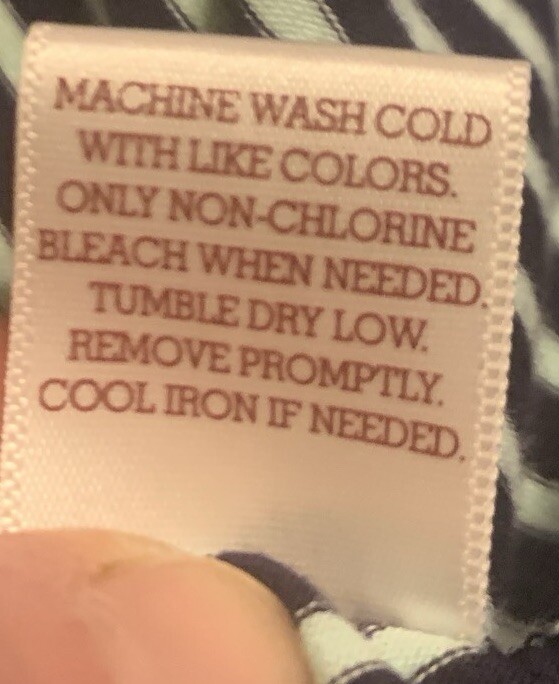 MACHINE WASH COLD
WITH LIKE COLORS.
ONLY NON-CHLORINE
BLEACH WHEN NEEDED.
TUMBLE DRY LOW.
REMOVE PROMPTLY.
COOL IRON IF NEEDED.